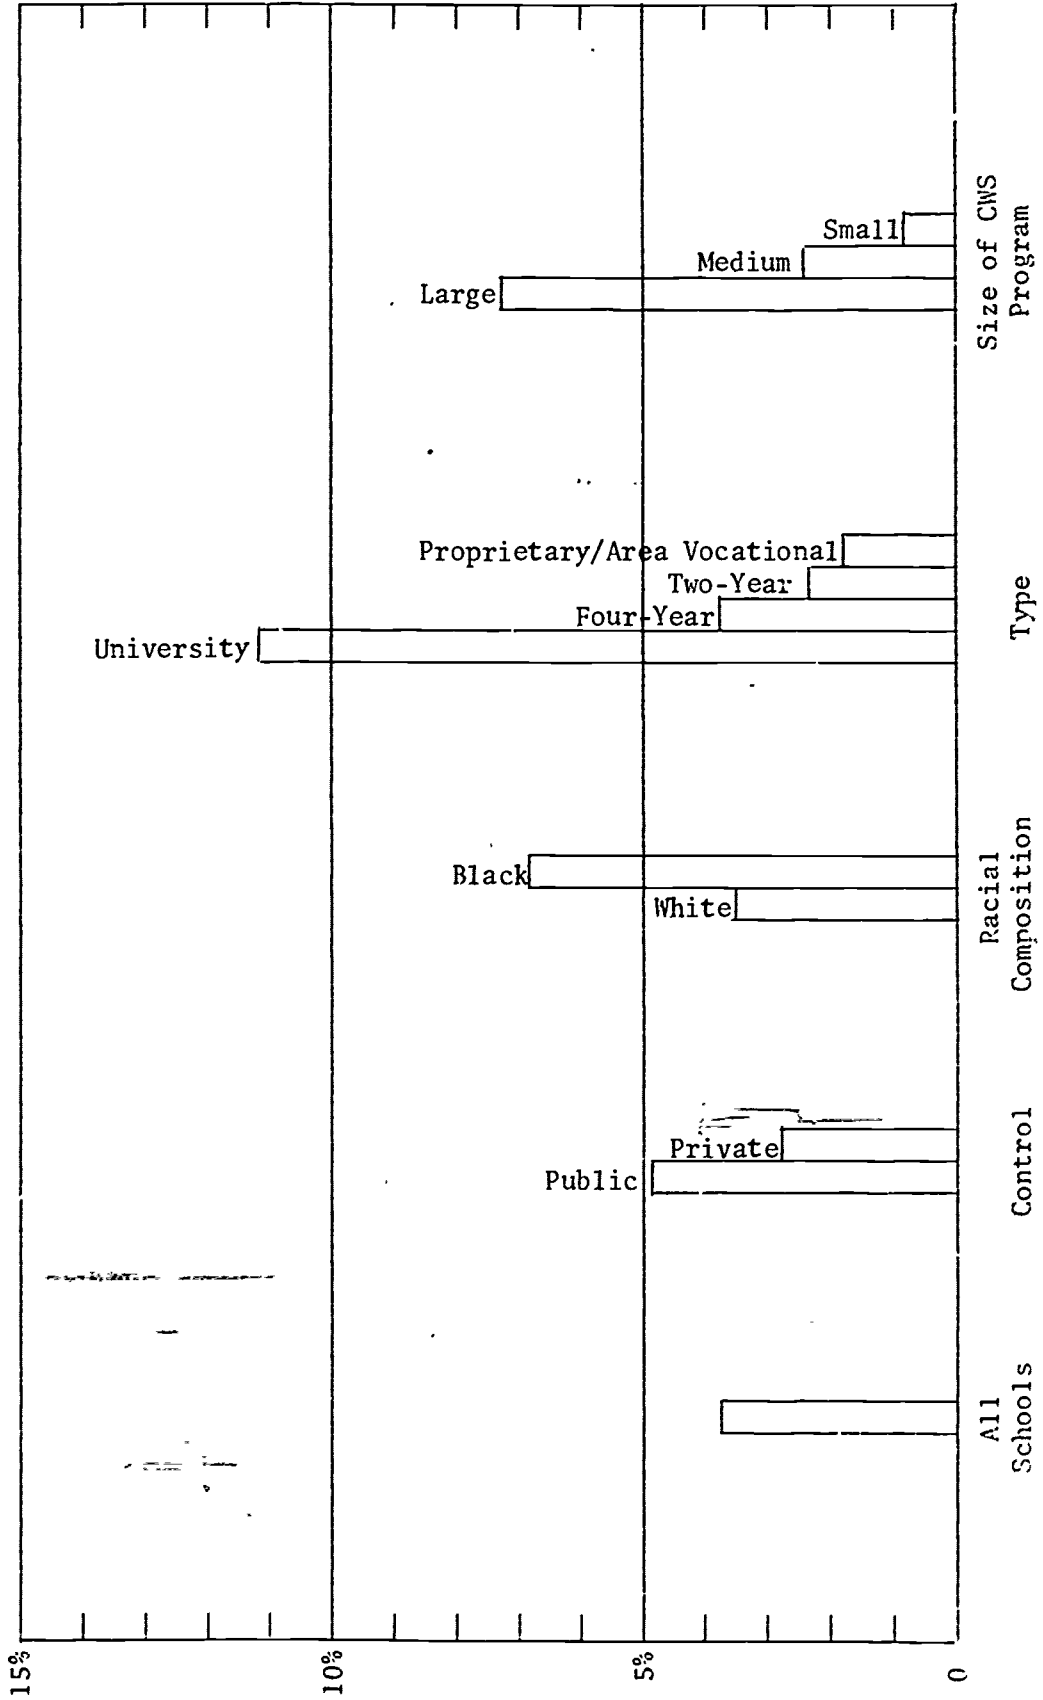 15%
10%
5%
0
University
Large
Black
Public
Proprietary/Area Vocational
Four-Year
Two-Year
Medium
Small
White
Private
All
Schools
Control
Racial
Composition
Type
Size of CWS
Program